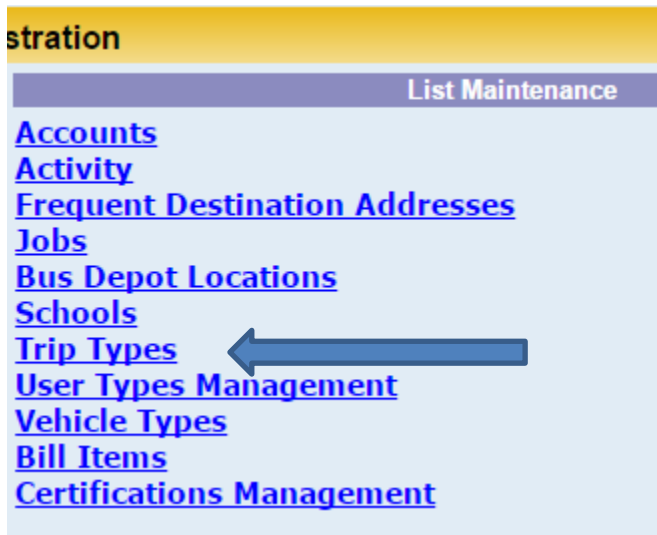 stration
List Maintenance
Accounts
Activity
Frequent Destination Addresses
Jobs
Bus Depot Locations
Schools
Trip Types
User Types Management
Vehicle Types
Bill Items
Certifications Management